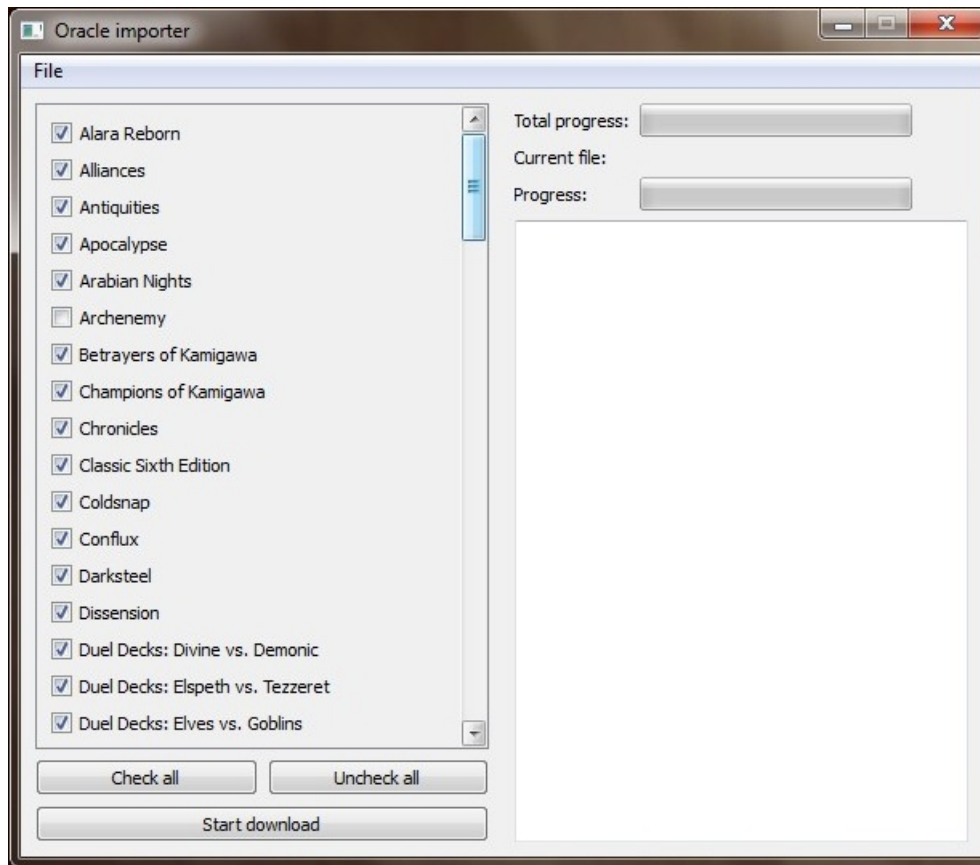 Oracle importer
File
Alara Reborn
Alliances
Antiquities
Apocalypse
Arabian Nights
Archenemy
Betrayers of Kamigawa
Champions of Kamigawa
Chronicles
Classic Sixth Edition
Coldsnap
Conflux
Darksteel
Dissension
Duel Decks: Divine vs. Demonic
Duel Decks: Elspeth vs. Tezzeret
Duel Decks: Elves vs. Goblins
Check all
Uncheck all
Start download
Total progress:
Current file:
Progress: